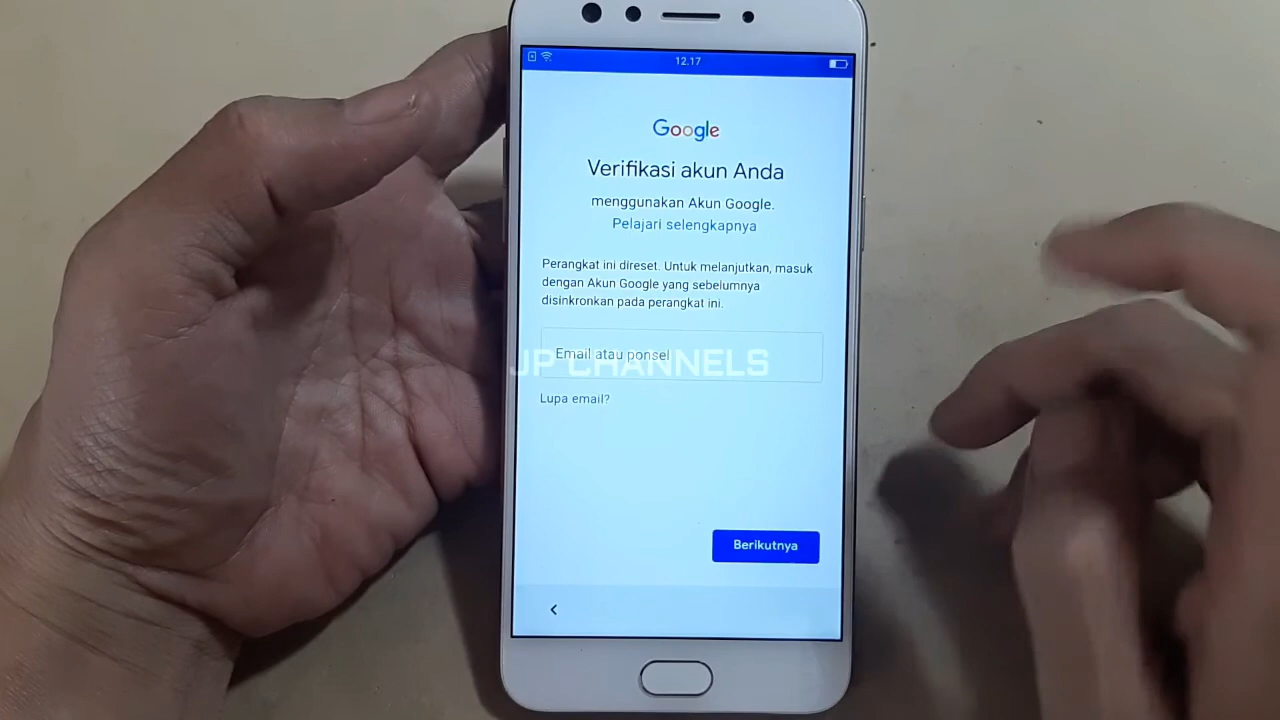 12.17
Google
Verifikasi akun Anda
menggunakan Akun Google.
Pelajari selengkapnya
Perangkat ini direset. Untuk melanjutkan, masuk
dengan Akun Google yang sebelumnya
disinkronkan pada perangkat ini.
Email atau ponsel
JP CHANNELS
Lupa email?
Berikutnya